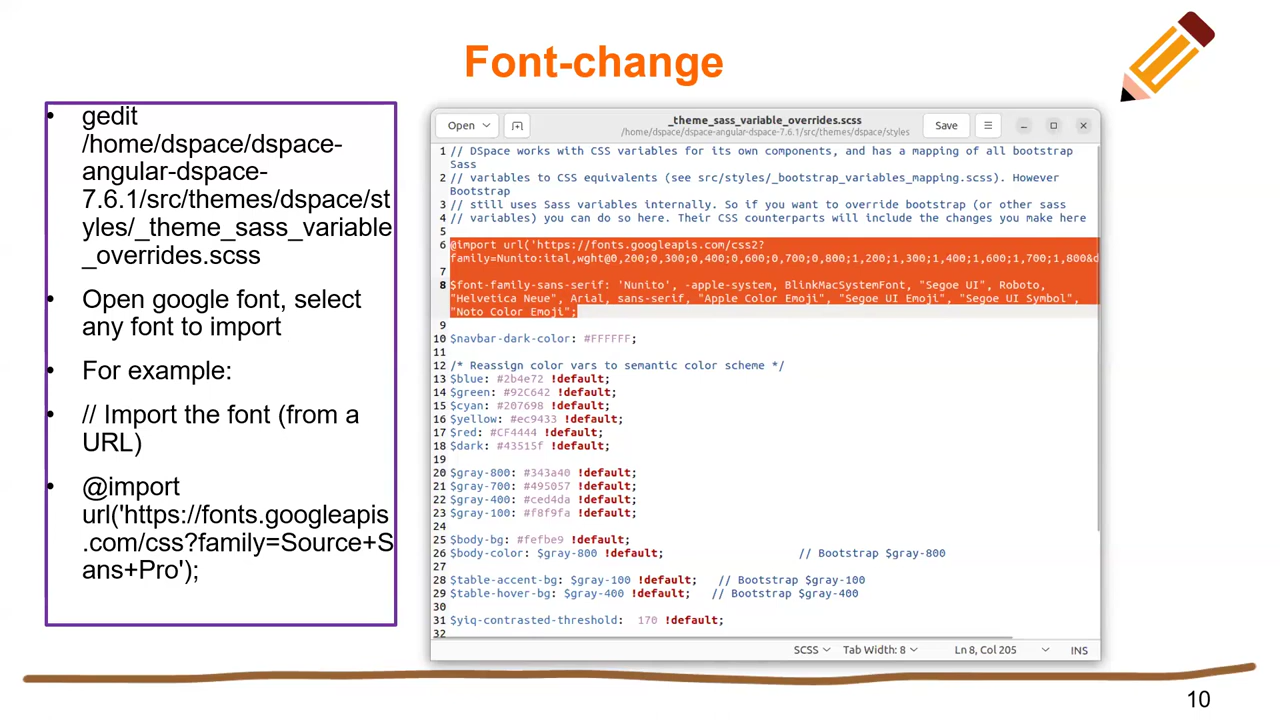 Font-change
• gedit
/home/dspace/dspace-
angular-dspace-
7.6.1/src/themes/dspace/st
yles/_theme_sass_variable
_overrides.scss
• Open google font, select
any font to import
• For example:
• // Import the font (from a
URL)
• @import
url('https://fonts.googleapis
.com/css?family=Source+S
ans+Pro');
Open
_theme_sass_variable_overrides.scss
/home/dspace/dspace-angular-dspace-7.6.1/src/themes/dspace/styles
Save
1 // DSpace works with CSS variables for its own components, and has a mapping of all bootstrap
Sass
2 // variables to CSS equivalents (see src/styles/_bootstrap_variables_mapping.scss). However
Bootstrap
3 // still uses Sass variables internally. So if you want to override bootstrap (or other sass
4 // variables) you can do so here. Their CSS counterparts will include the changes you make here
5
6 @import url('https://fonts.googleapis.com/css2?
family=Nunito:ital,wght@0,200;0,300;0,400;0,600;0,700;0,800;1,200;1,300;1,400;1,600;1,700;1,800&d
7
8 $font-family-sans-serif: 'Nunito', -apple-system, BlinkMacSystemFont, "Segoe UI", Roboto,
"Helvetica Neue", Arial, sans-serif, "Apple Color Emoji", "Segoe UI Emoji", "Segoe UI Symbol",
"Noto Color Emoji";
9
10 $navbar-dark-color: #FFFFFF;
11
12 /* Reassign color vars to semantic color scheme */
13 $blue: #2b4e72 !default;
14 $green: #92C642 !default;
15 $cyan: #207698 !default;
16 $yellow: #ec9433 !default;
17 $red: #CF4444 !default;
18 $dark: #43515f !default;
19
20 $gray-800: #343a40 !default;
21 $gray-700: #495057 !default;
22 $gray-400: #ced4da !default;
23 $gray-100: #f8f9fa !default;
24
25 $body-bg: #fefbe9 !default;
26 $body-color: $gray-800 !default; // Bootstrap $gray-800
27
28 $table-accent-bg: $gray-100 !default; // Bootstrap $gray-100
29 $table-hover-bg: $gray-400 !default; // Bootstrap $gray-400
30
31 $yiq-contrasted-threshold: 170 !default;
32
SCSS Tab Width: 8 Ln 8, Col 205 INS
10